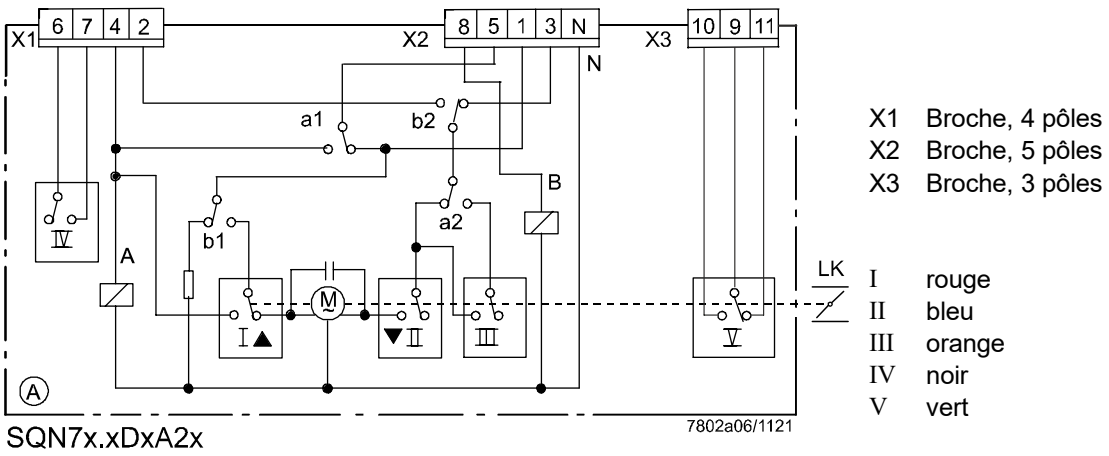 6 7 4 2
X1
8 5 1 3 N
X2
10 9 11
X3
N
a1
b2
B
a2
b1
IV
A
M
~
I ▲
▼ II
III
V
LK
A
7802a06/1121
SQN7x.xDxA2x
X1 Broche, 4 pôles
X2 Broche, 5 pôles
X3 Broche, 3 pôles
I rouge
II bleu
III orange
IV noir
V vert